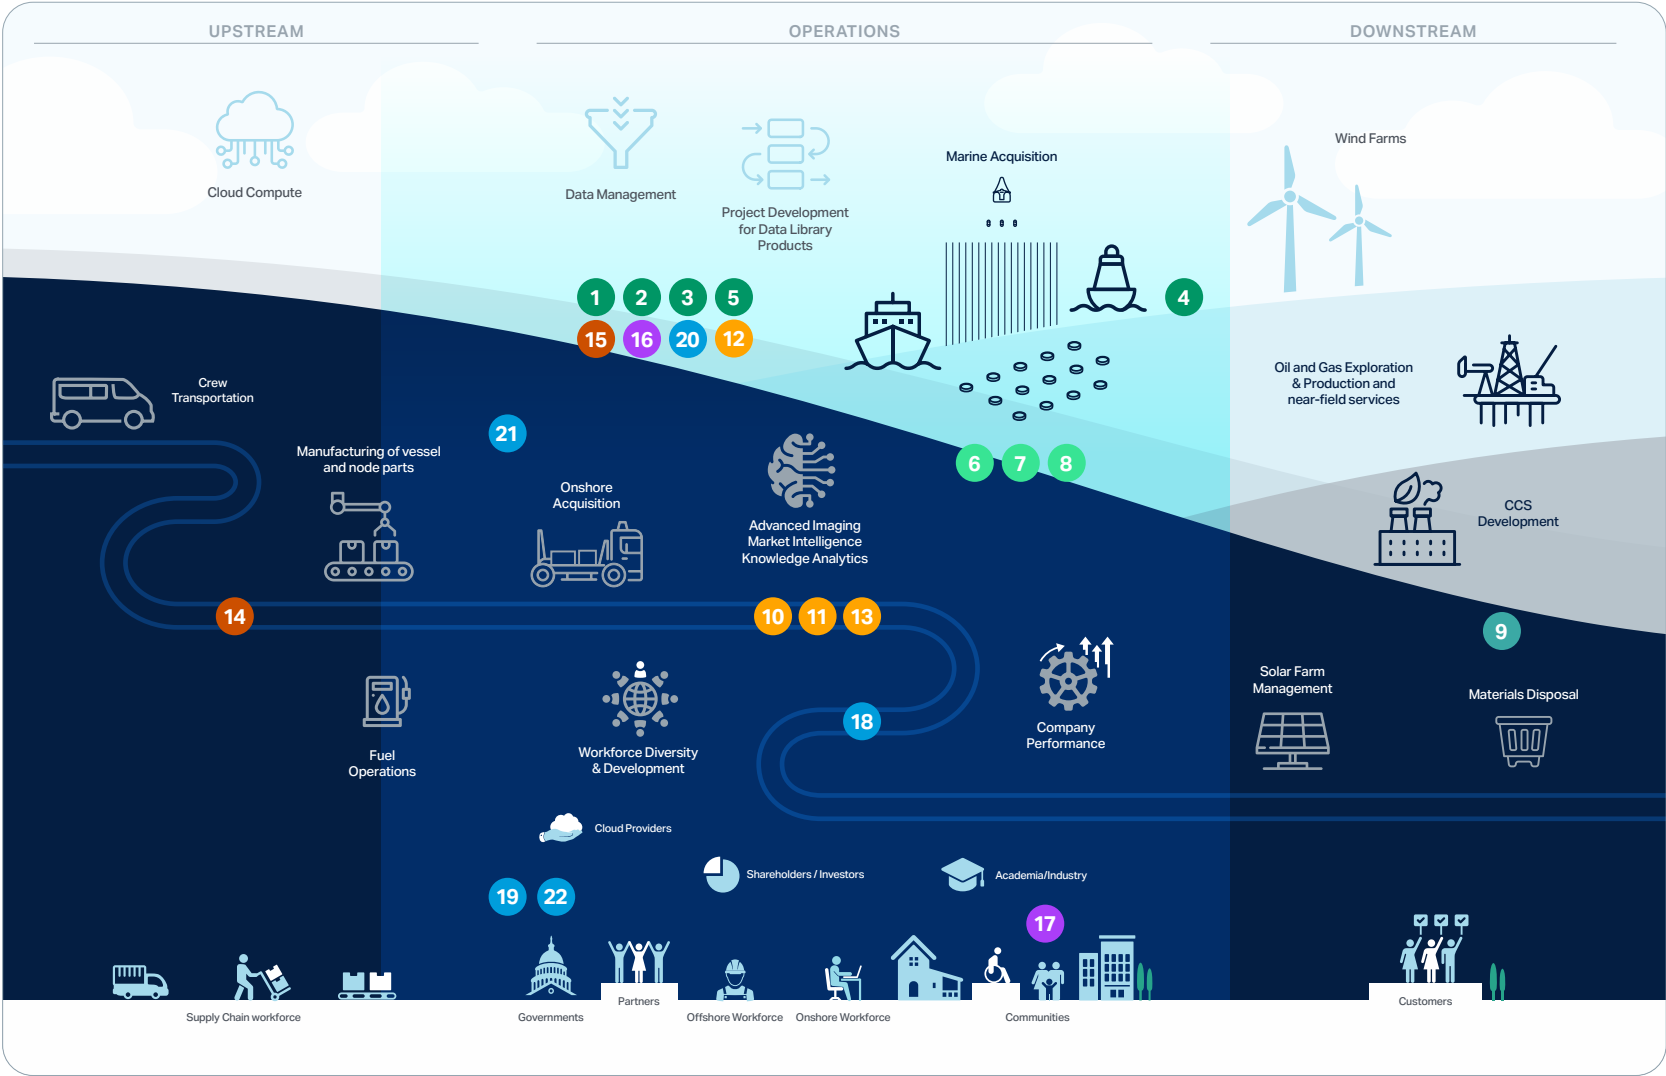 UPSTREAM
OPERATIONS
DOWNSTREAM
Cloud Compute
Data Management
Project Development
for Data Library
Products
Marine Acquisition
Wind Farms
1
2
3
5
4
15
16
20
12
Crew
Transportation
Oil and Gas Exploration
& Production and
near-field services
21
Manufacturing of vessel
and node parts
6
7
8
Onshore
Acquisition
Advanced Imaging
Market Intelligence
Knowledge Analytics
CCS
Development
14
10
11
13
9
Solar Farm
Management
Materials Disposal
18
Company
Performance
Fuel
Operations
Workforce Diversity
& Development
Cloud Providers
Shareholders / Investors
Academia/Industry
19
22
17
Supply Chain workforce
Governments
Partners
Offshore Workforce
Onshore Workforce
Communities
Customers